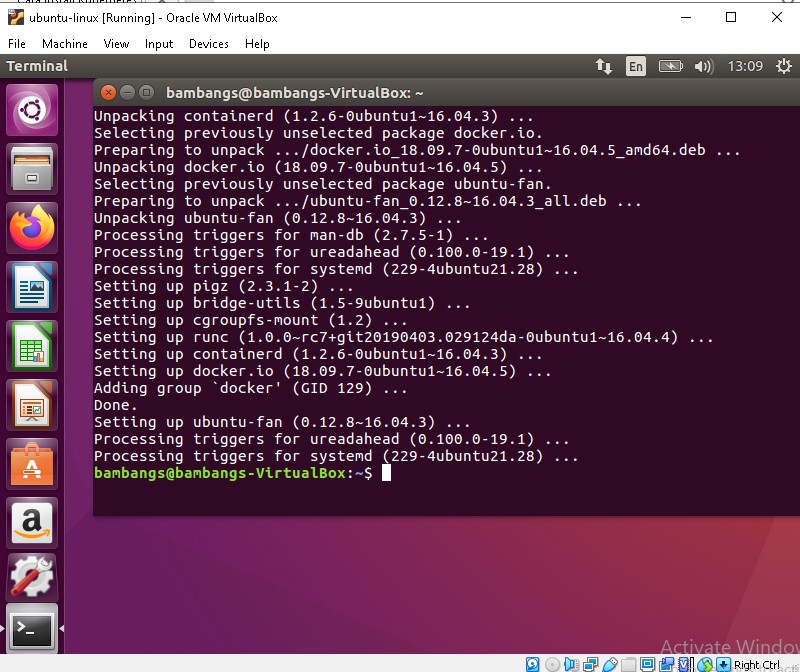 ubuntu-linux [Running] - Oracle VM VirtualBox
File Machine View Input Devices Help
Terminal
En
13:09
bambangs@bambangs-VirtualBox: ~
Unpacking containerd (1.2.6-0ubuntu1~16.04.3) ...
Selecting previously unselected package docker.io.
Preparing to unpack .../docker.io_18.09.7-0ubuntu1~16.04.5_amd64.deb ...
Unpacking docker.io (18.09.7-0ubuntu1~16.04.5) ...
Selecting previously unselected package ubuntu-fan.
Preparing to unpack .../ubuntu-fan_0.12.8~16.04.3_all.deb ...
Unpacking ubuntu-fan (0.12.8~16.04.3) ...
Processing triggers for man-db (2.7.5-1) ...
Processing triggers for ureadahead (0.100.0-19.1) ...
Processing triggers for systemd (229-4ubuntu21.28) ...
Setting up pigz (2.3.1-2) ...
Setting up bridge-utils (1.5-9ubuntu1) ...
Setting up cgroupfs-mount (1.2) ...
Setting up runc (1.0.0~rc7+git20190403.029124da-0ubuntu1~16.04.4) ...
Setting up containerd (1.2.6-0ubuntu1~16.04.3) ...
Setting up docker.io (18.09.7-0ubuntu1~16.04.5) ...
Adding group `docker' (GID 129) ...
Done.
Setting up ubuntu-fan (0.12.8~16.04.3) ...
Processing triggers for ureadahead (0.100.0-19.1) ...
Processing triggers for systemd (229-4ubuntu21.28) ...
bambangs@bambangs-VirtualBox:~$
Activate Window
Right Ctrl